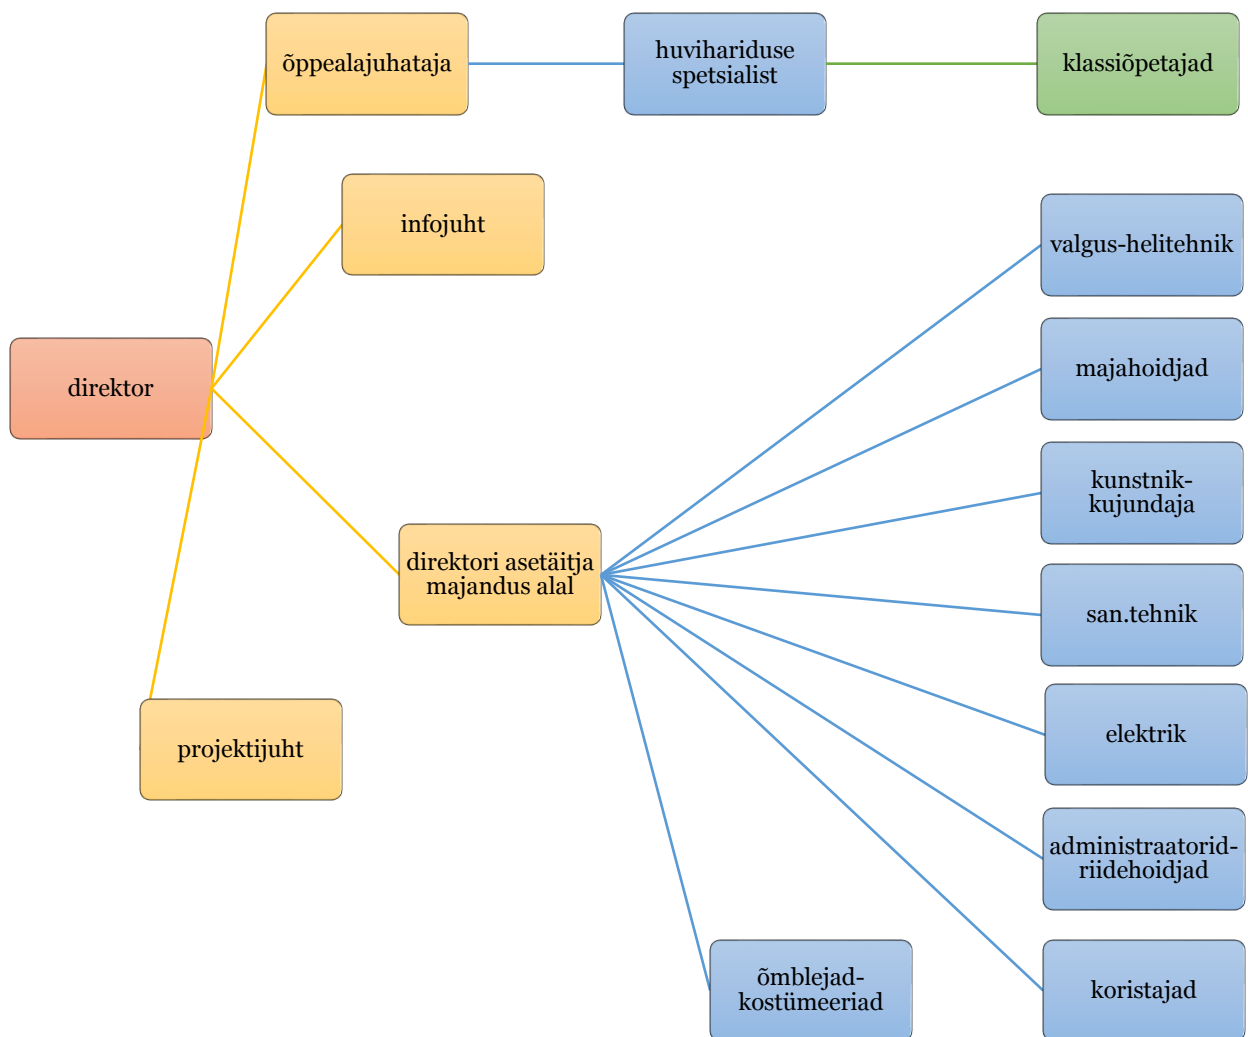 õppealajuhataja
huvihariduse
spetsialist
klassiõpetajad
infojuht
valgus-helitehnik
direktor
majahoidjad
kunstnik-
kujundaja
direktori asetäitja
majandus alal
san.tehnik
elektrik
projektijuht
administraatorid-
riidehoidjad
õmblejad-
kostümeeriad
koristajad